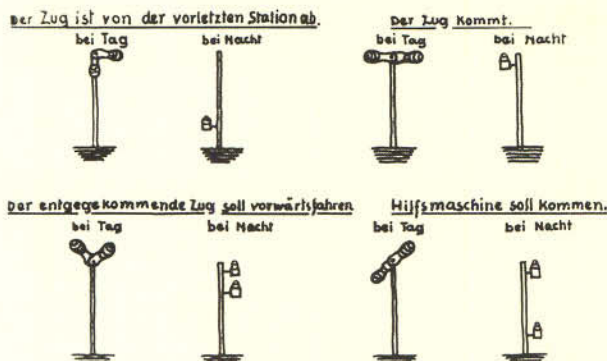 Der Zug ist von der vorletzten Station ab.
bei Tag bei Nacht
Der Zug kommt.
bei Tag bei Nacht
Der entgegekommende Zug soll vorwärtsfahren
bei Tag bei Nacht
Hilfsmaschine soll kommen.
bei Tag bei Nacht